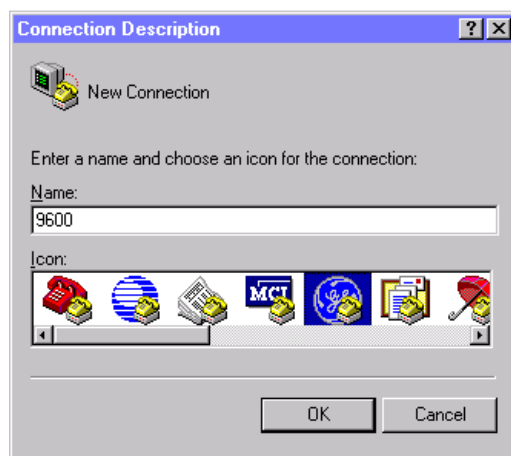 Connection Description
New Connection
Enter a name and choose an icon for the connection:
Name:
9600
Icon:
MCI
OK Cancel